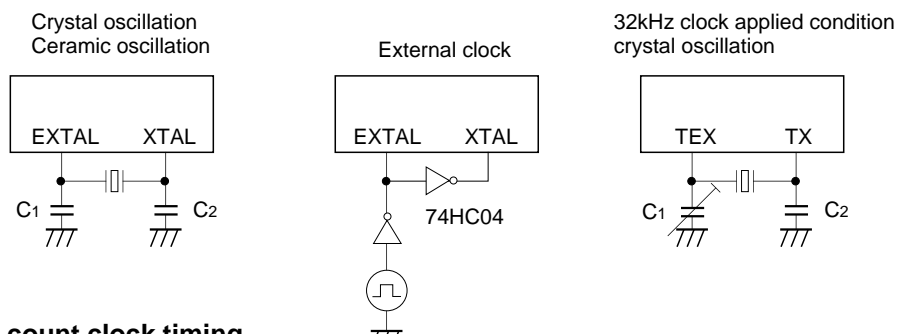 Crystal oscillation
Ceramic oscillation
EXTAL XTAL
C1 C2
External clock
EXTAL XTAL
74HC04
32kHz clock applied condition
crystal oscillation
TEX TX
C1 C2
count clock timing